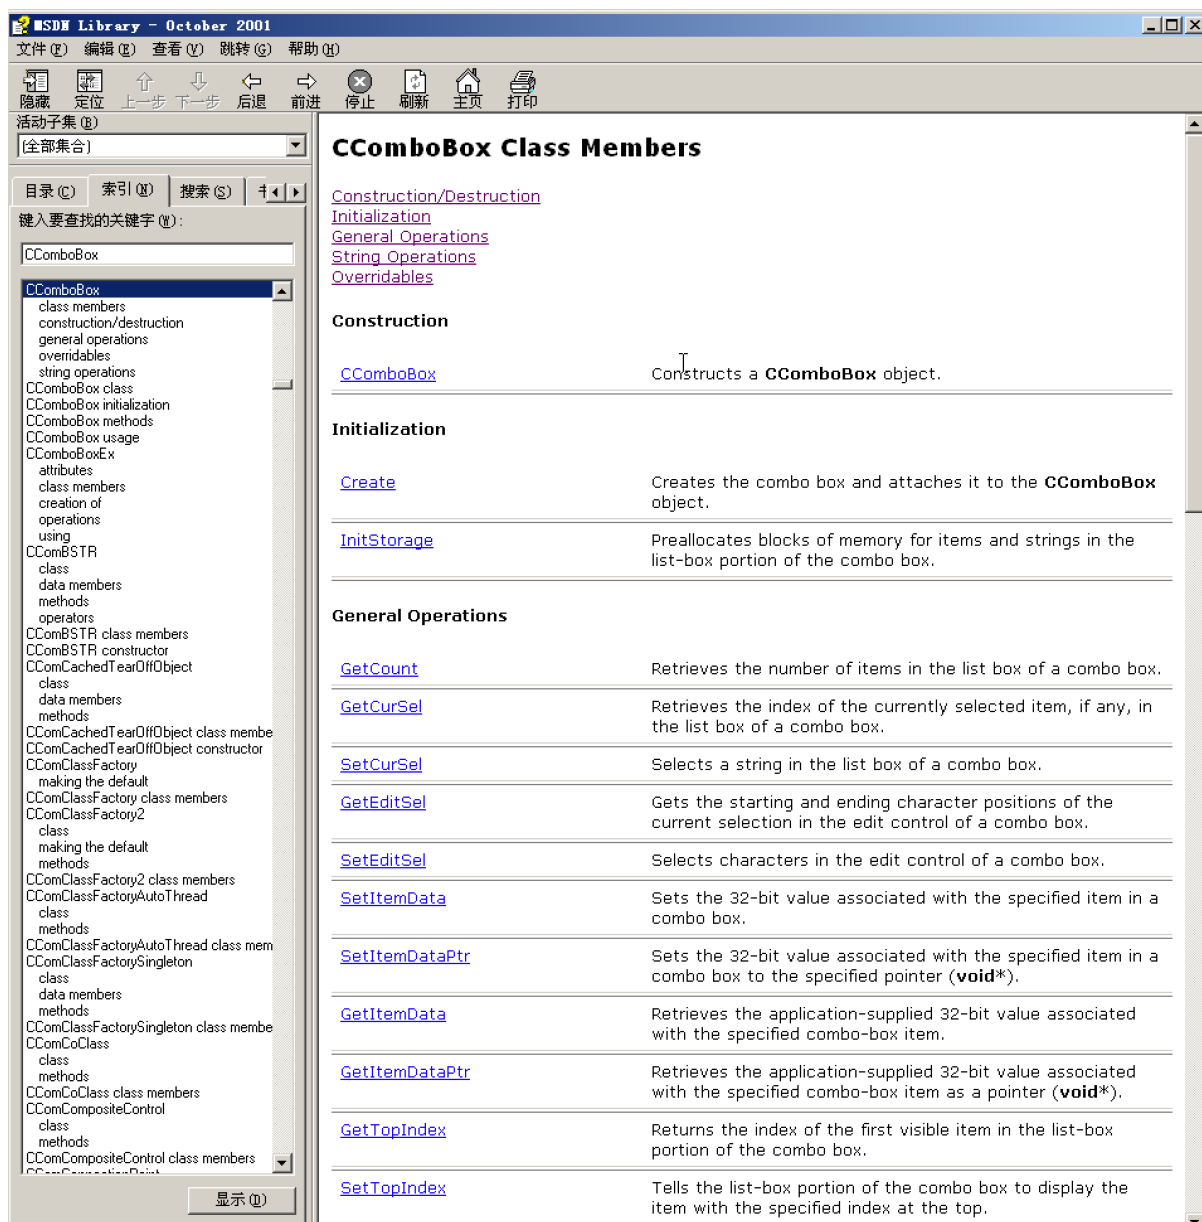 MSDN Library - October 2001
文件(F) 编辑(E) 查看(V) 跳转(G) 帮助(H)
隐藏 定位 上一步 下一步 后退 前进 停止 刷新 主页 打印
活动子集(B)
(全部集合)
目录(C) 索引(N) 搜索(S)
键入要查找的关键字(W):
CComboBox
CComboBox
class members
construction/destruction
general operations
overridables
string operations
CComboBox class
CComboBox initialization
CComboBox methods
CComboBox usage
CComboBoxEx
attributes
class members
creation of
operations
using
CComBSTR
class
data members
methods
operators
CComBSTR class members
CComBSTR constructor
CComCachedTearOffObject
class
data members
methods
CComCachedTearOffObject class membe
CComCachedTearOffObject constructor
CComClassFactory
making the default
CComClassFactory class members
CComClassFactory2
class
making the default
methods
CComClassFactory2 class members
CComClassFactoryAutoThread
class
methods
CComClassFactoryAutoThread class mem
CComClassFactorySingleton
class
data members
methods
CComClassFactorySingleton class membe
CComCoClass
class
methods
CComCoClass class members
CComCompositeControl
class
methods
CComCompositeControl class members
显示(D)
CComboBox Class Members
Construction/Destruction
Initialization
General Operations
String Operations
Overridables
Construction
CComboBox Constructs a CComboBox object.
Initialization
Create Creates the combo box and attaches it to the CComboBox
object.
InitStorage Preallocates blocks of memory for items and strings in the
list-box portion of the combo box.
General Operations
GetCount Retrieves the number of items in the list box of a combo box.
GetCurSel Retrieves the index of the currently selected item, if any, in
the list box of a combo box.
SetCurSel Selects a string in the list box of a combo box.
GetEditSel Gets the starting and ending character positions of the
current selection in the edit control of a combo box.
SetEditSel Selects characters in the edit control of a combo box.
SetItemData Sets the 32-bit value associated with the specified item in a
combo box.
SetItemDataPtr Sets the 32-bit value associated with the specified item in a
combo box to the specified pointer (void*).
GetItemData Retrieves the application-supplied 32-bit value associated
with the specified combo-box item.
GetItemDataPtr Retrieves the application-supplied 32-bit value associated
with the specified combo-box item as a pointer (void*).
GetTopIndex Returns the index of the first visible item in the list-box
portion of the combo box.
SetTopIndex Tells the list-box portion of the combo box to display the
item with the specified index at the top.